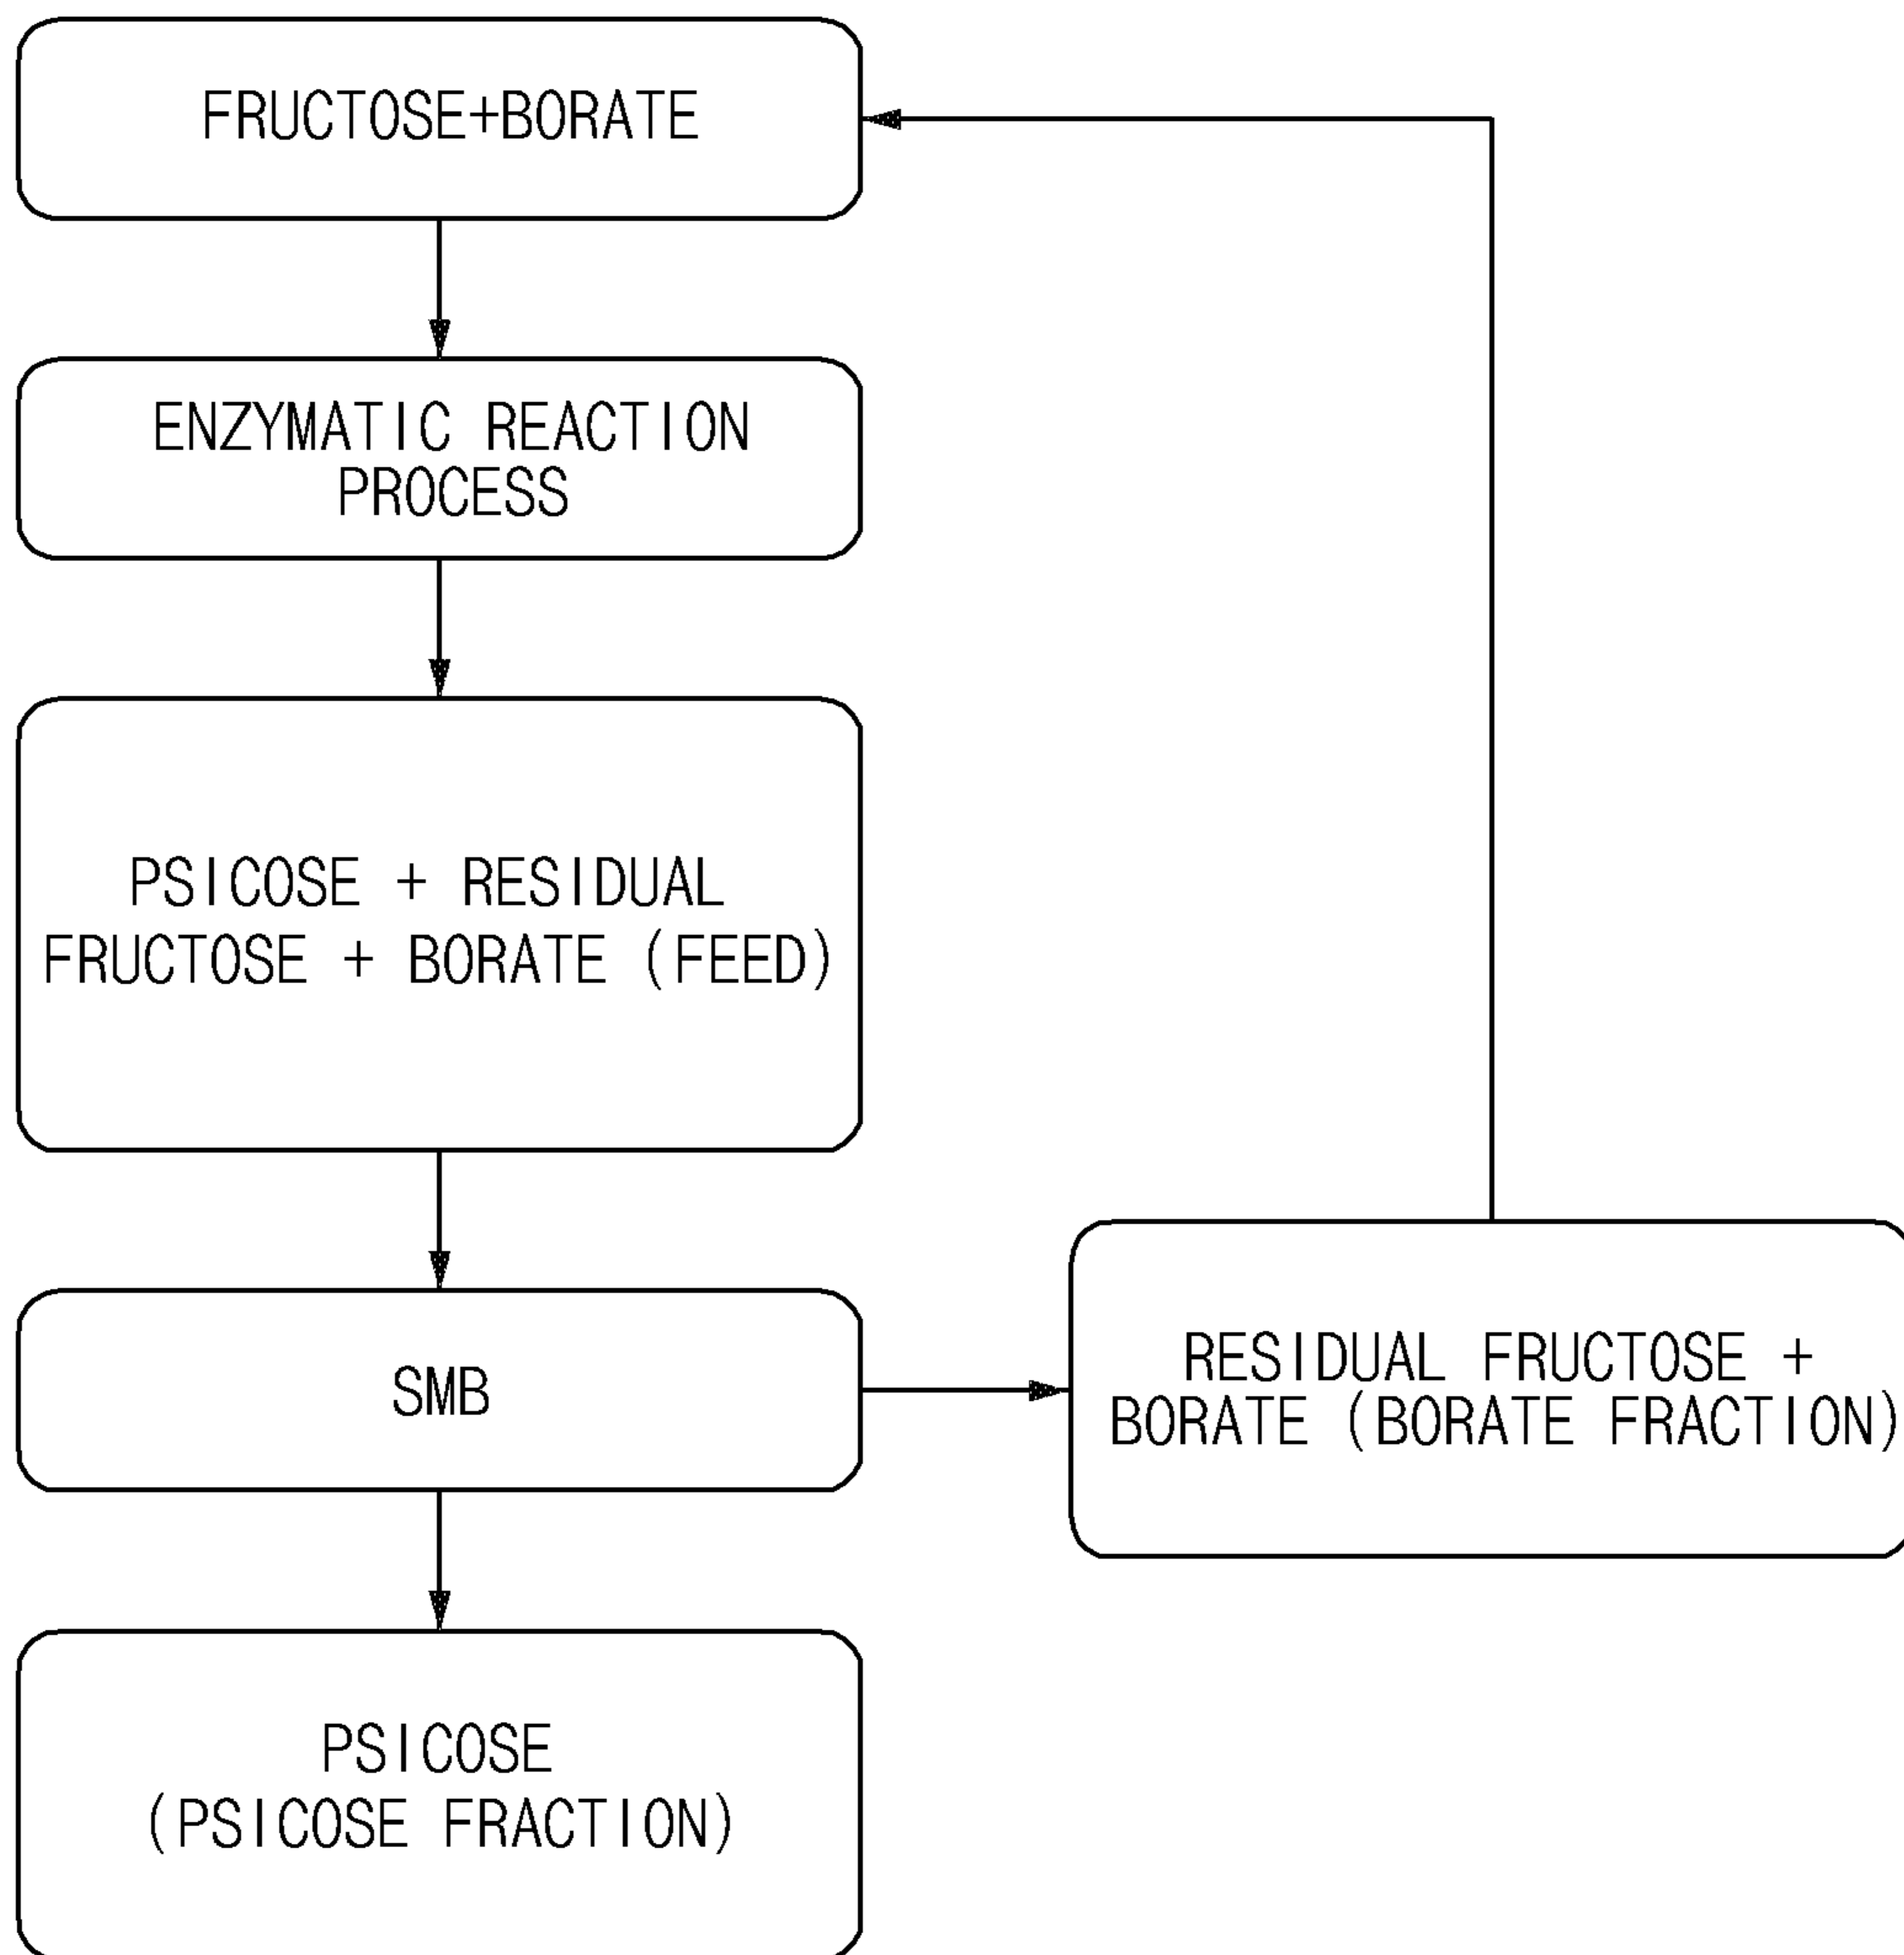 FRUCTOSE+BORATE
ENZYMATIC REACTION
PROCESS
PSICOSE + RESIDUAL
FRUCTOSE + BORATE (FEED)
SMB
RESIDUAL FRUCTOSE +
BORATE (BORATE FRACTION)
PSICOSE
(PSICOSE FRACTION)